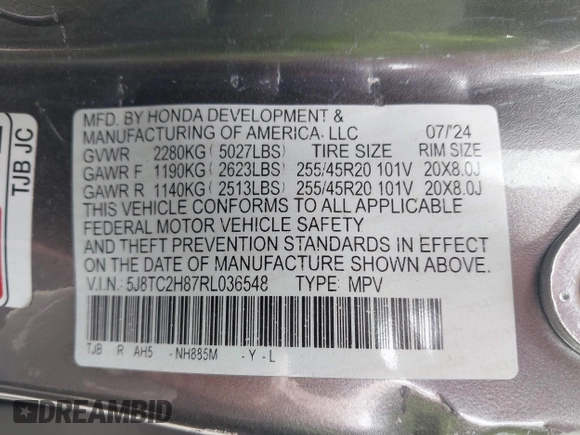 MFD. BY HONDA DEVELOPMENT &
MANUFACTURING OF AMERICA, LLC 07/'24
GVWR 2280KG ( 5027LBS) TIRE SIZE RIM SIZE
GAWR F 1190KG ( 2623LBS) 255/45R20 101V 20X8.0J
GAWR R 1140KG ( 2513LBS) 255/45R20 101V 20X8.0J
THIS VEHICLE CONFORMS TO ALL APPLICABLE
FEDERAL MOTOR VEHICLE SAFETY
AND THEFT PREVENTION STANDARDS IN EFFECT
ON THE DATE OF MANUFACTURE SHOWN ABOVE.
V.I.N.: 5J8TC2H87RL036548 TYPE: MPV
TJB R AH5 - NH885M - Y - L
TJB JC
DREAMBID